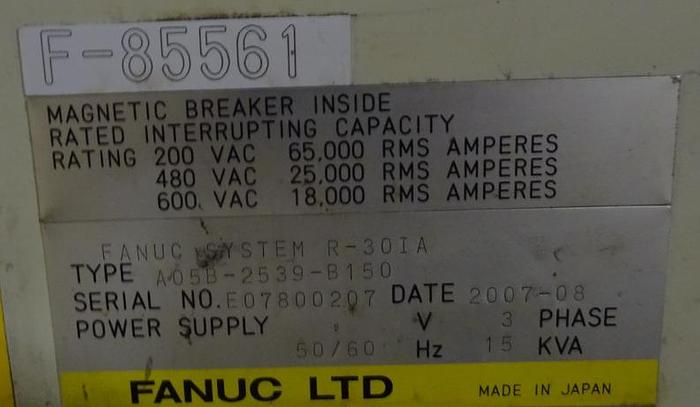 F-85561
MAGNETIC BREAKER INSIDE
RATED INTERRUPTING CAPACITY
RATING 200 VAC 65,000 RMS AMPERES
480 VAC 25,000 RMS AMPERES
600 VAC 18,000 RMS AMPERES
FANUC SYSTEM R-30IA
TYPE A05B-2539-B150
SERIAL NO. E07800207 DATE 2007-08
POWER SUPPLY V 3 PHASE
50/60 Hz 15 KVA
FANUC LTD MADE IN JAPAN